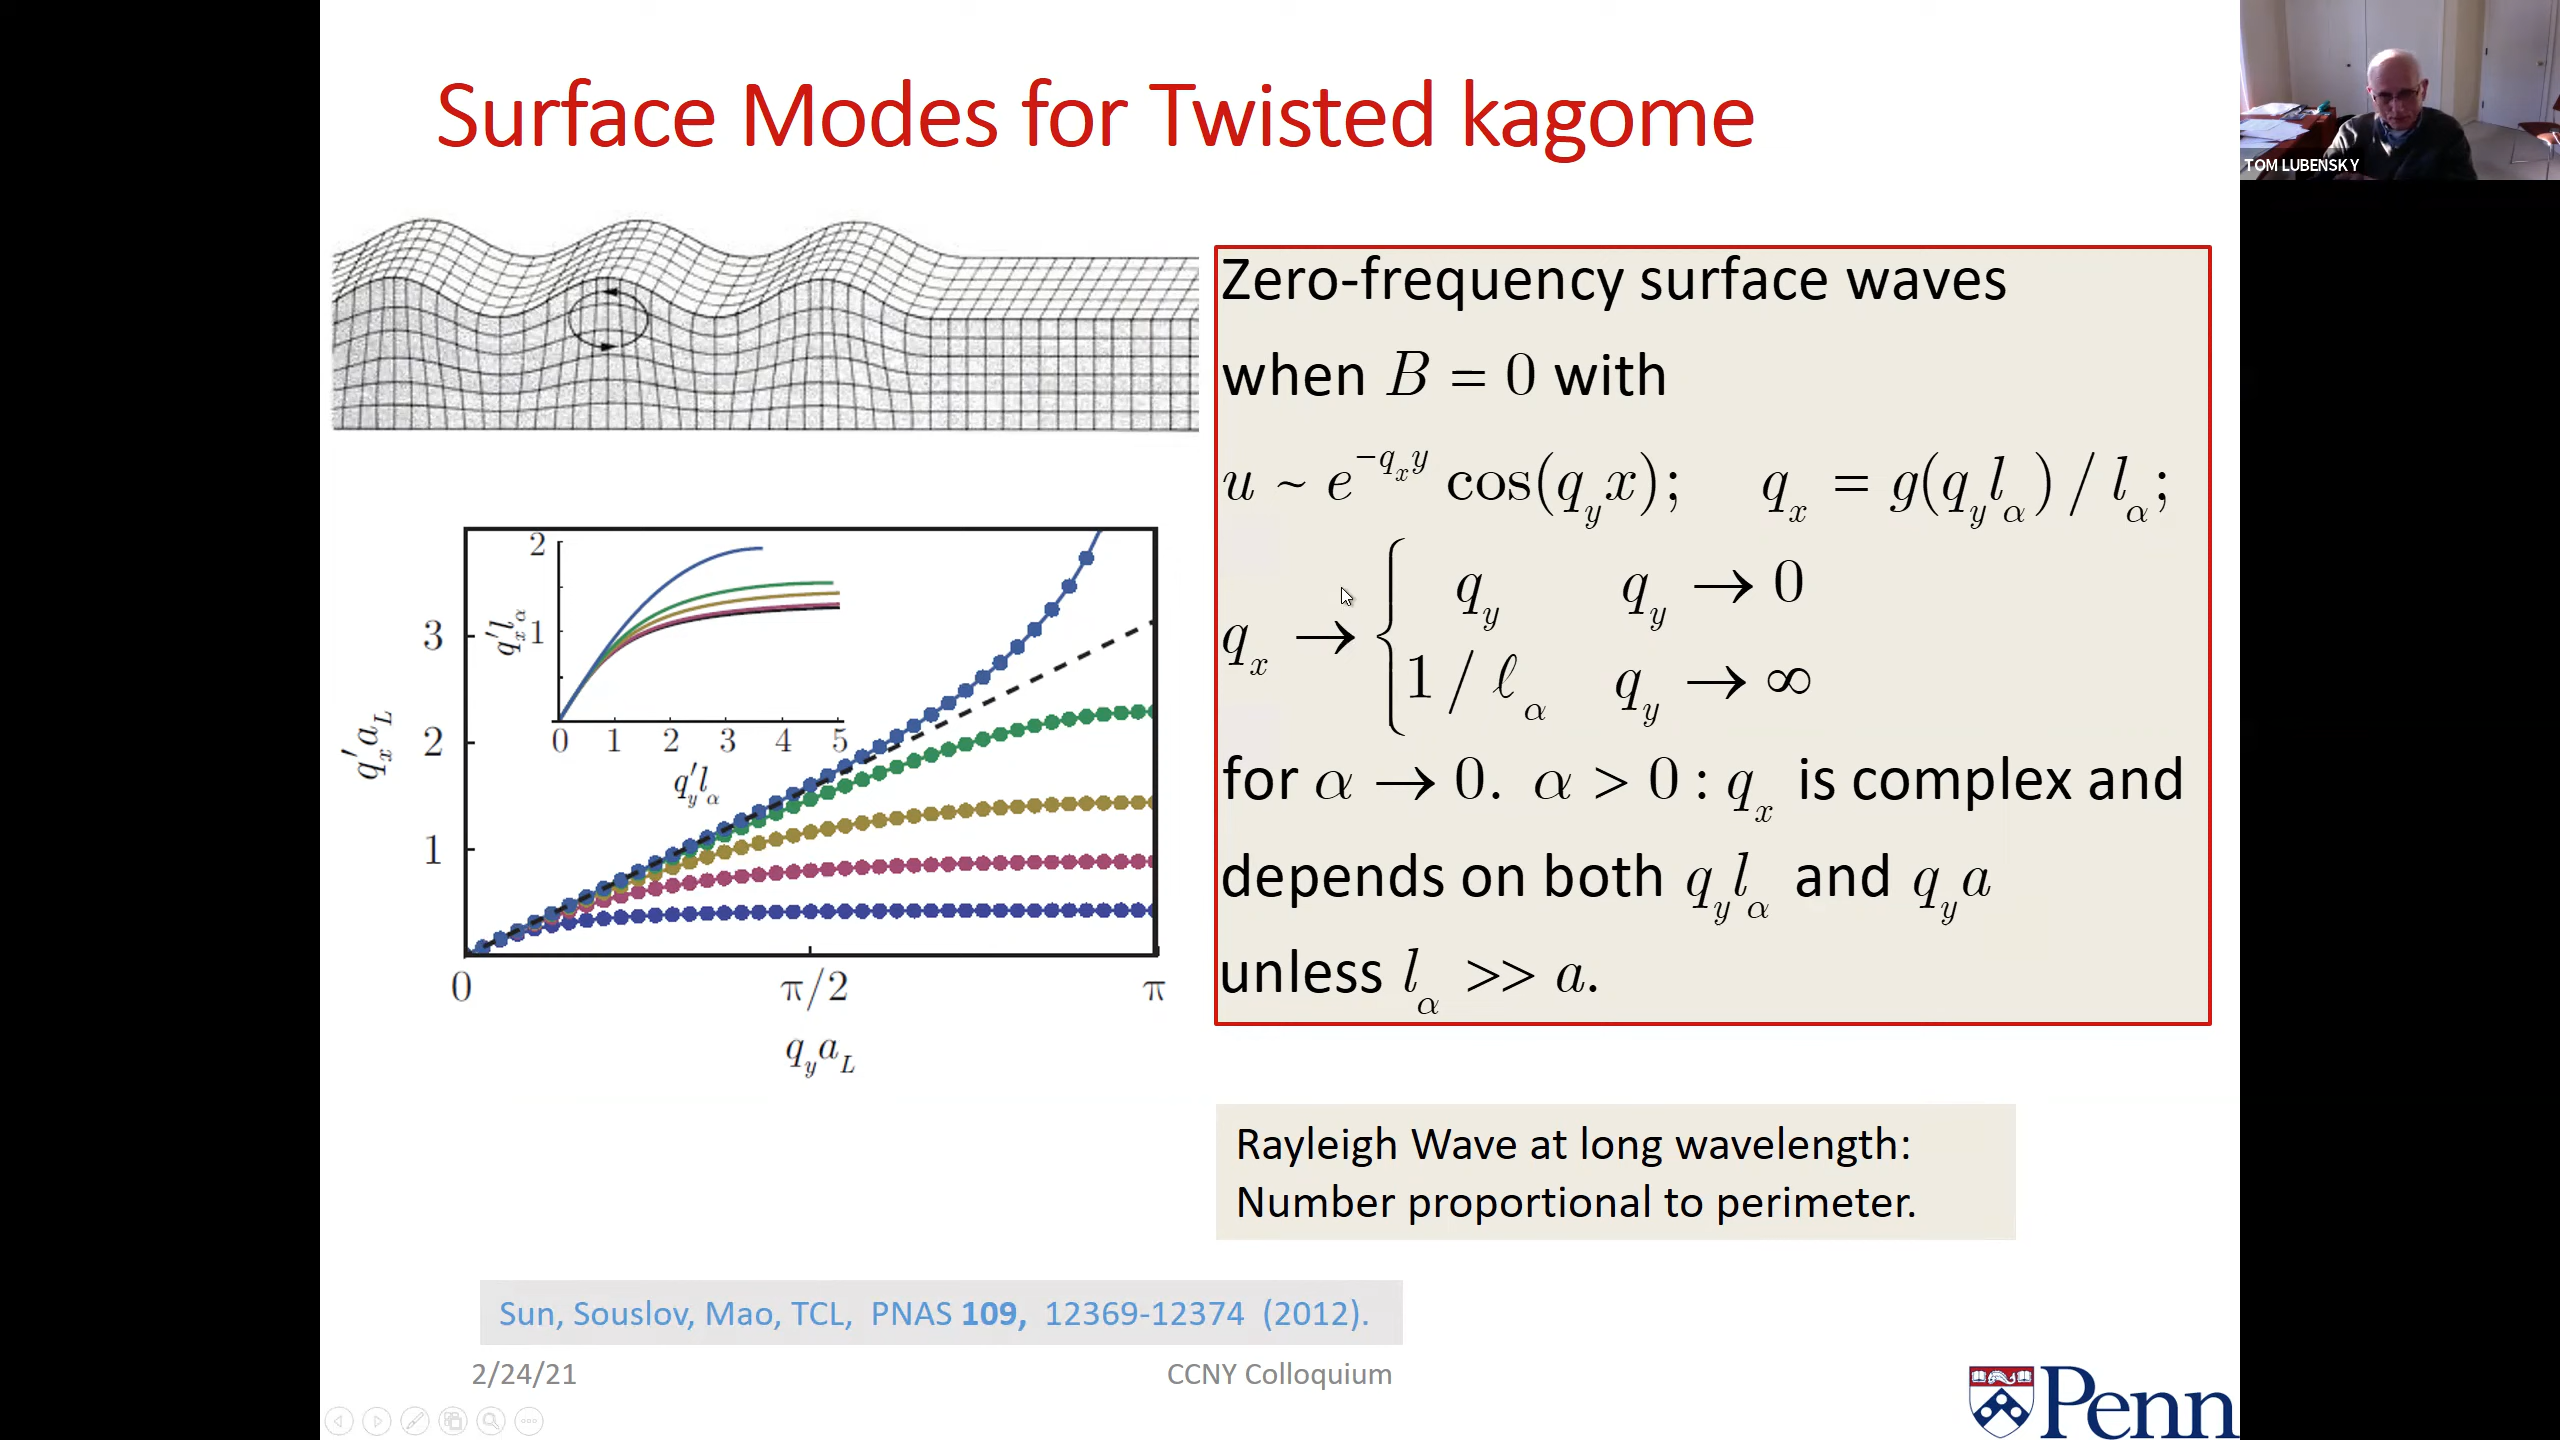 Surface Modes for Twisted kagome
TOM LUBENSKY
Zero-frequency surface waves
when B = 0 with
u ~ e^{-q_x y} cos(q_y x); q_x = g(q_y l_α) / l_α;
q_x → { q_y   q_y → 0
1 / ℓ_α   q_y → ∞
for α → 0. α > 0 : q_x is complex and
depends on both q_y l_α and q_y a
unless l_α >> a.
2
1
q'_x l_α
0 1 2 3 4 5
q'_y l_α
3
2
1
q'_x a_L
0 π/2 π
q_y a_L
Rayleigh Wave at long wavelength:
Number proportional to perimeter.
Sun, Souslov, Mao, TCL, PNAS 109, 12369-12374 (2012).
2/24/21
CCNY Colloquium
Penn